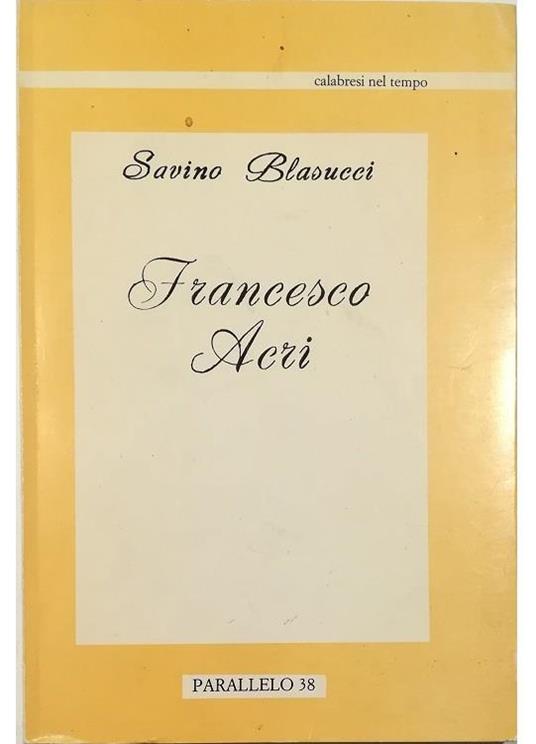 calabresi nel tempo
Savino Blasucci
Francesco
Acri
PARALLELO 38